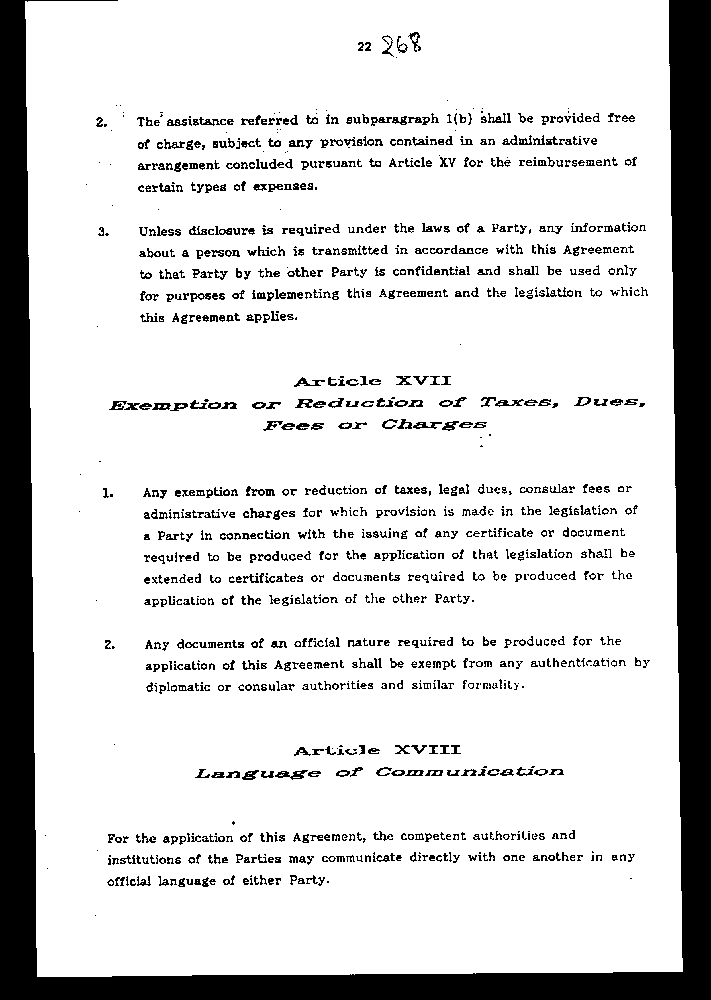 22 268
2. The assistance referred to in subparagraph 1(b) shall be provided free
of charge, subject to any provision contained in an administrative
arrangement concluded pursuant to Article XV for the reimbursement of
certain types of expenses.
3. Unless disclosure is required under the laws of a Party, any information
about a person which is transmitted in accordance with this Agreement
to that Party by the other Party is confidential and shall be used only
for purposes of implementing this Agreement and the legislation to which
this Agreement applies.
Article XVII
Exemption or Reduction of Taxes, Dues,
Fees or Charges
1. Any exemption from or reduction of taxes, legal dues, consular fees or
administrative charges for which provision is made in the legislation of
a Party in connection with the issuing of any certificate or document
required to be produced for the application of that legislation shall be
extended to certificates or documents required to be produced for the
application of the legislation of the other Party.
2. Any documents of an official nature required to be produced for the
application of this Agreement shall be exempt from any authentication by
diplomatic or consular authorities and similar formality.
Article XVIII
Language of Communication
For the application of this Agreement, the competent authorities and
institutions of the Parties may communicate directly with one another in any
official language of either Party.